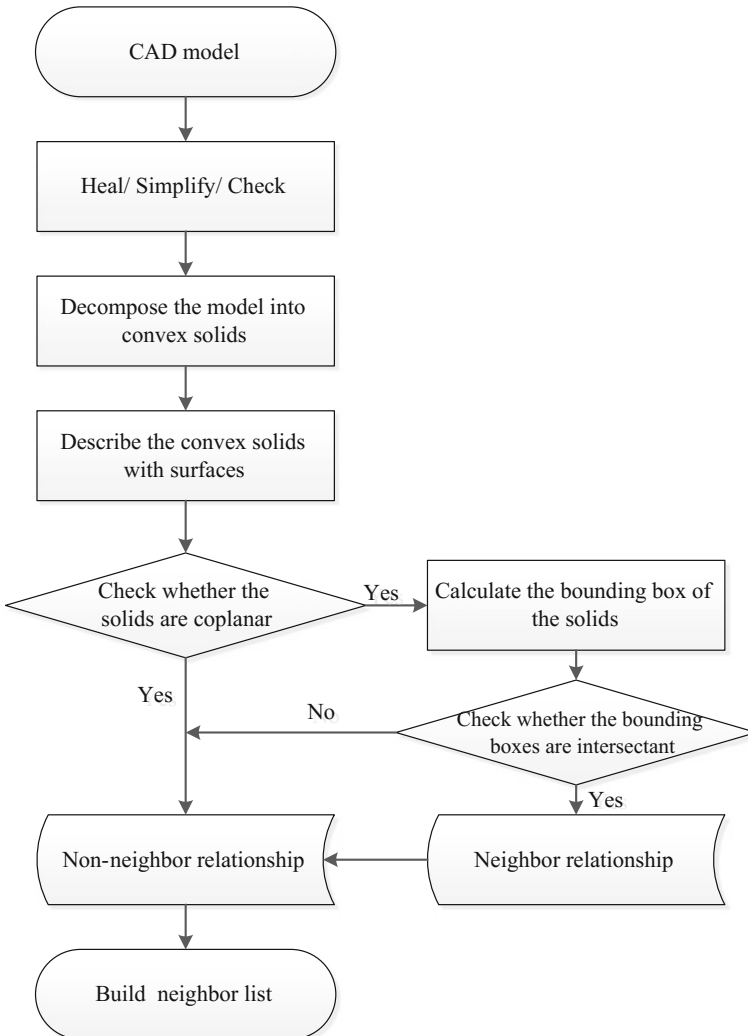 CAD model
Heal/ Simplify/ Check
Decompose the model into
convex solids
Describe the convex solids
with surfaces
Check whether the
solids are coplanar
Yes
Calculate the bounding box of
the solids
Yes
No
Check whether the bounding
boxes are intersectant
Yes
Non-neighbor relationship
Neighbor relationship
Build neighbor list